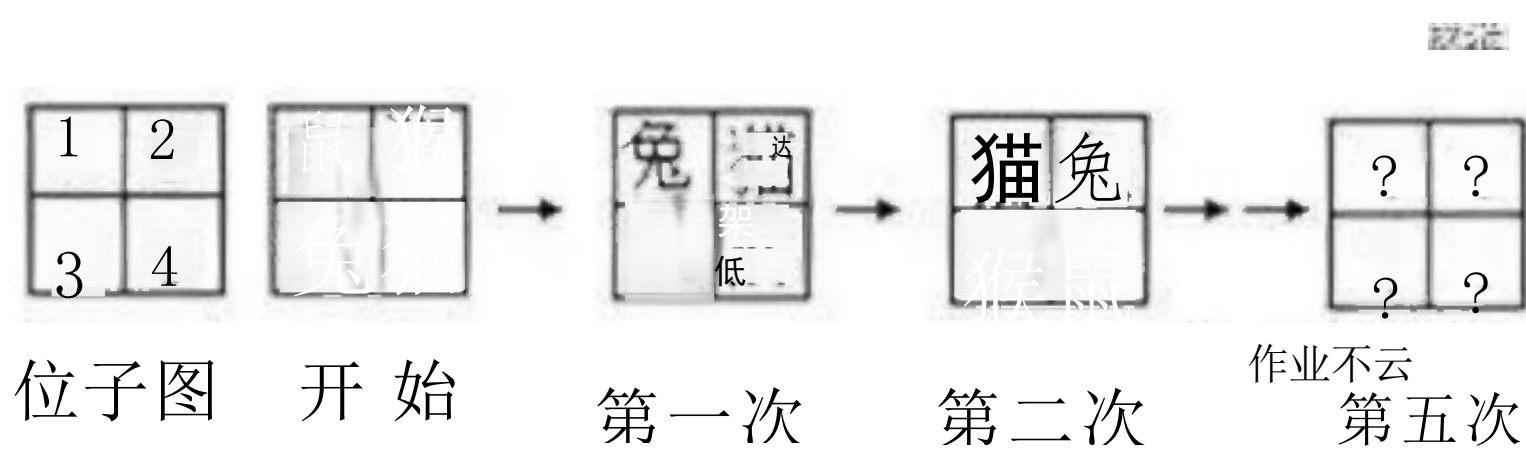 1 2
3 4
鼠 猴
兔 猫
兔 达
架
低
猫 兔
猴 鼠
? ?
? ?
位子图
开 始
第一次
第二次
作业不云
第五次